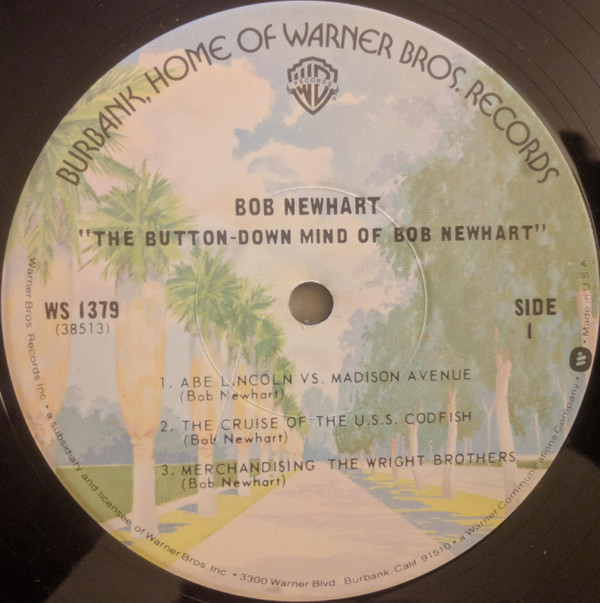 BURBANK, HOME OF WARNER BROS. RECORDS
WB
RECORDS
BOB NEWHART
"THE BUTTON-DOWN MIND OF BOB NEWHART"
WS 1379
(38513)
SIDE
1
1. ABE LINCOLN VS. MADISON AVENUE
(Bob Newhart)
2. THE CRUISE OF THE U.S.S. CODFISH
(Bob Newhart)
3. MERCHANDISING THE WRIGHT BROTHERS
(Bob Newhart)
Warner Bros. Records Inc • a subsidiary and licensee of Warner Bros. Inc • 3300 Warner Blvd., Burbank, Calif. 91510 • a Warner Communications Company • Made in U.S.A.